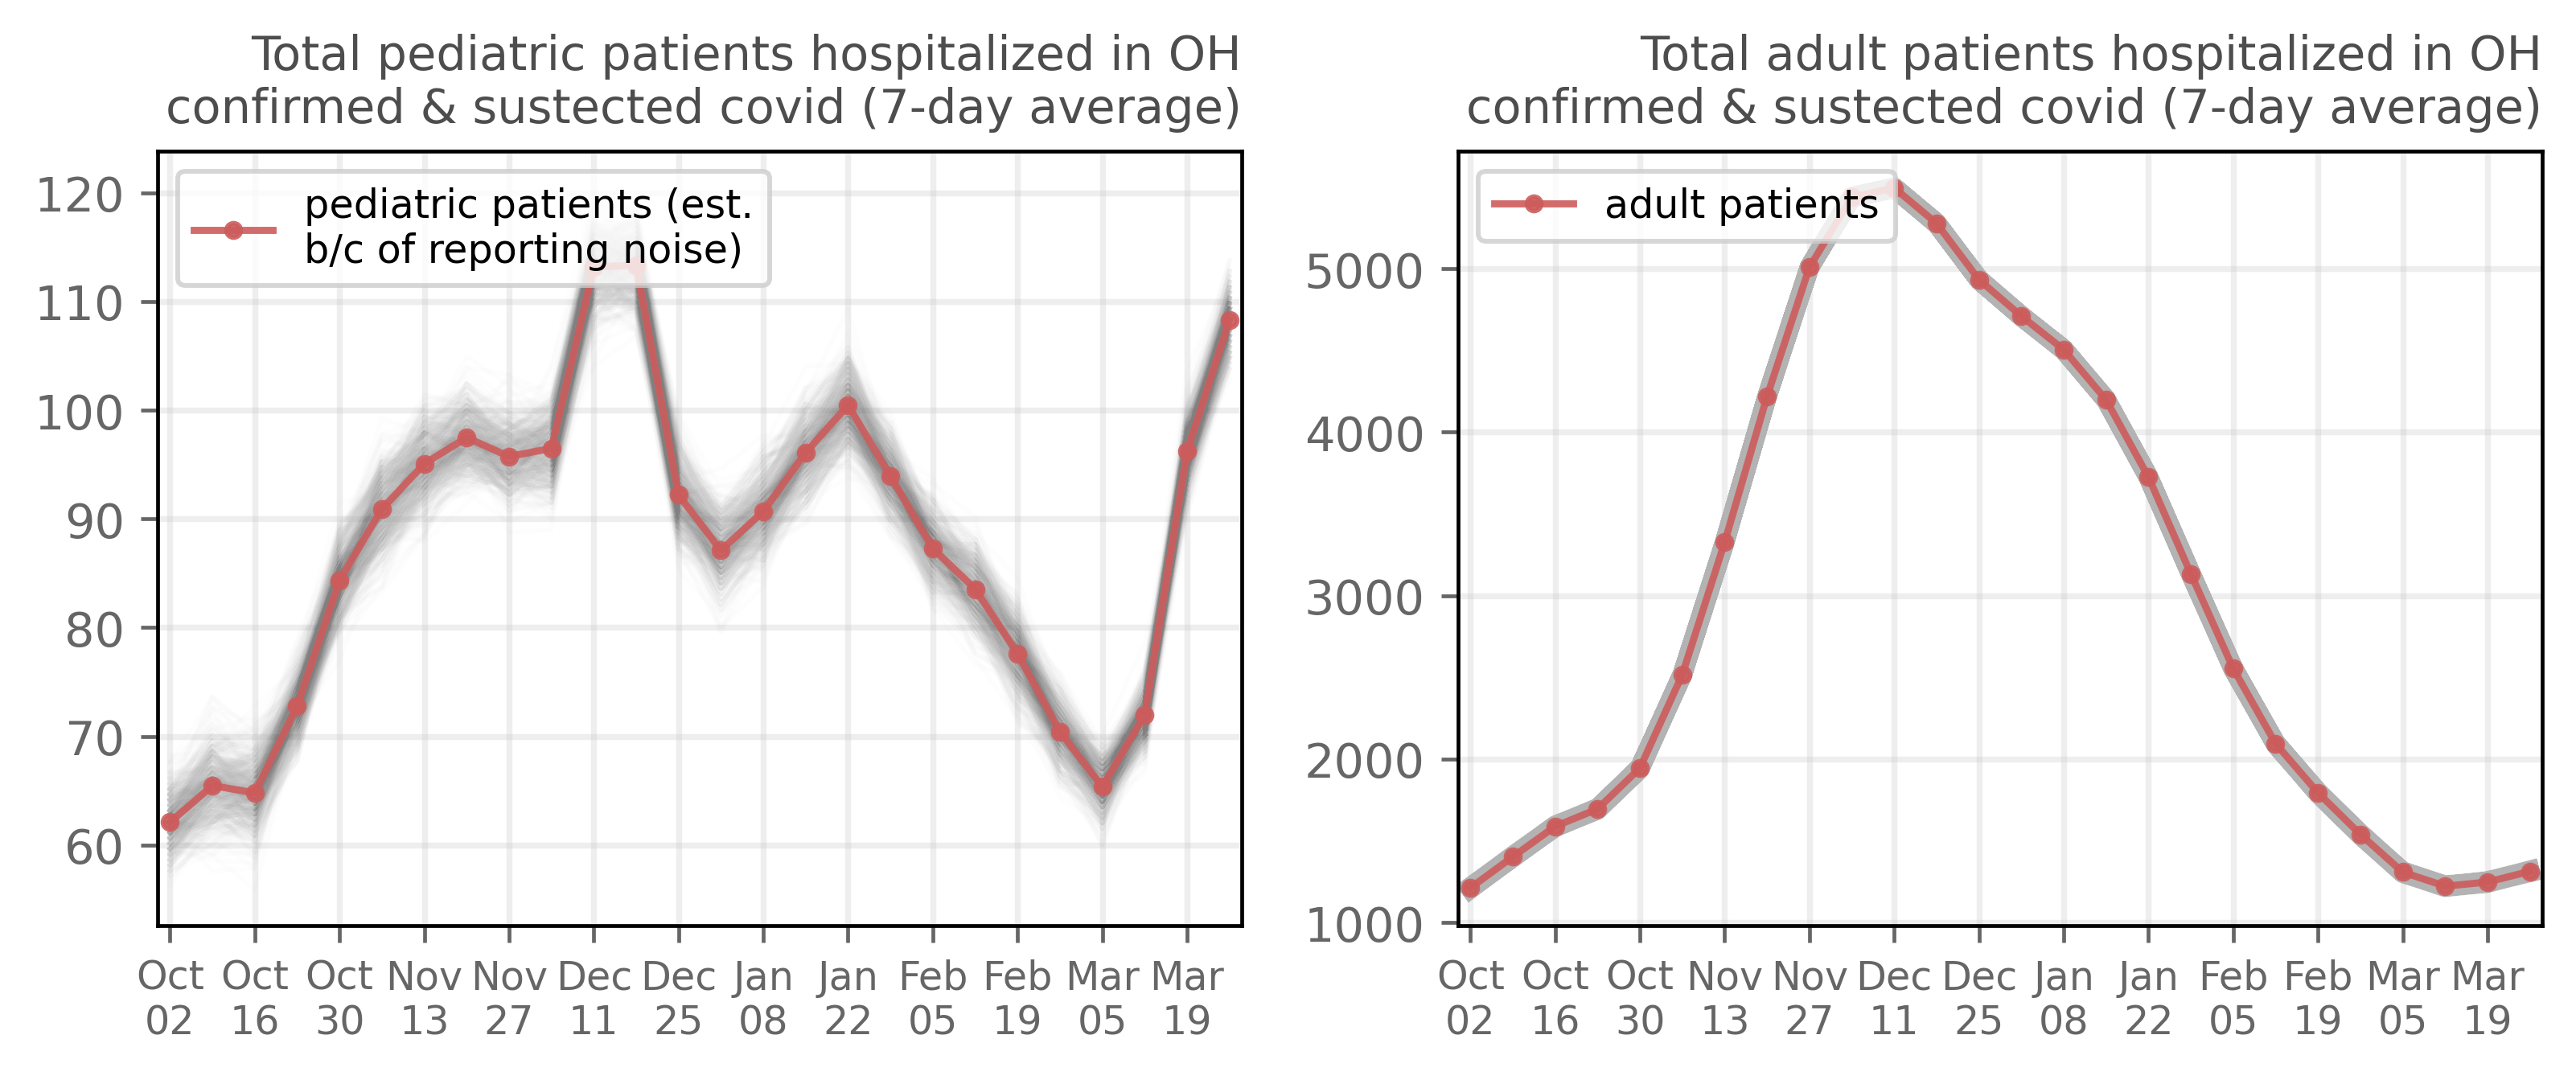 Total pediatric patients hospitalized in OH
confirmed & sustected covid (7-day average)
pediatric patients (est.
b/c of reporting noise)
120
110
100
90
80
70
60
Oct Oct Oct Nov Nov Dec Dec Jan Jan Feb Feb Mar Mar
02 16 30 13 27 11 25 08 22 05 19 05 19
Total adult patients hospitalized in OH
confirmed & sustected covid (7-day average)
adult patients
5000
4000
3000
2000
1000
Oct Oct Oct Nov Nov Dec Dec Jan Jan Feb Feb Mar Mar
02 16 30 13 27 11 25 08 22 05 19 05 19